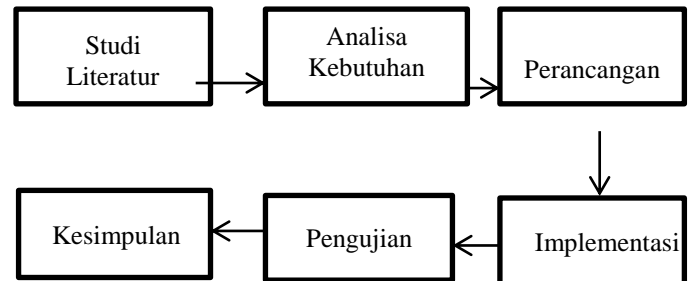 Studi
Literatur
Analisa
Kebutuhan
Perancangan
Kesimpulan
Pengujian
Implementasi